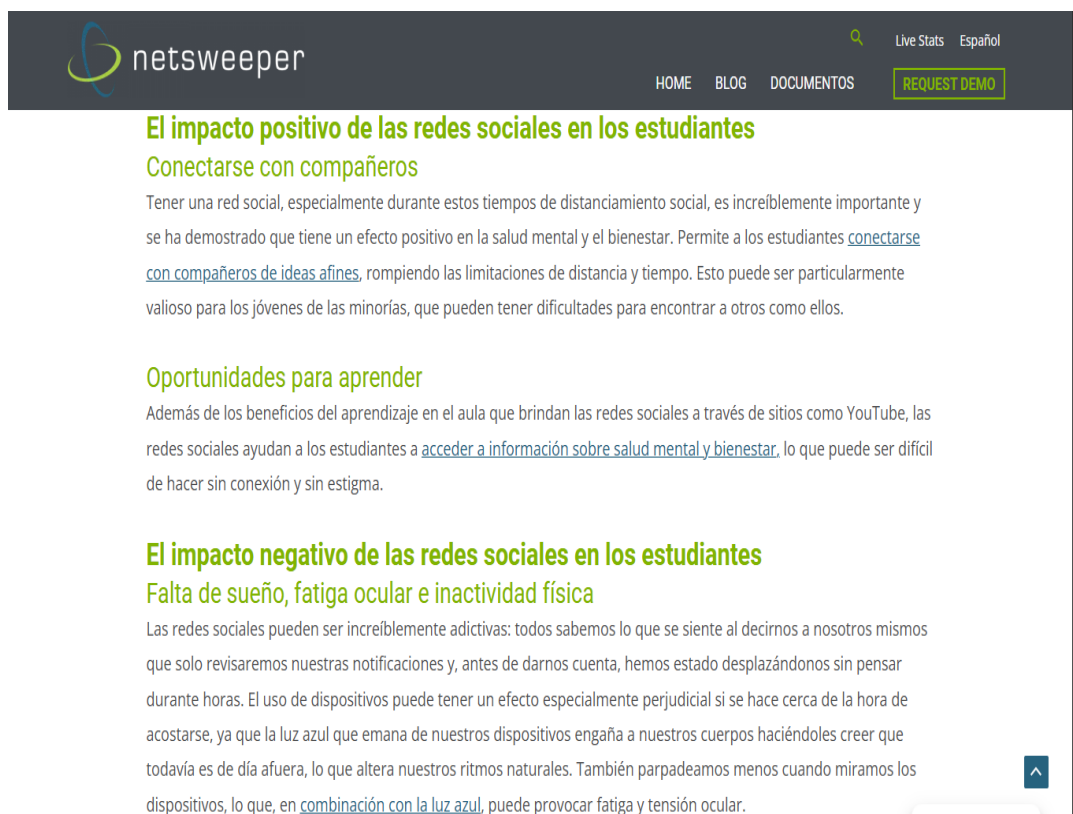 netsweeper
Live Stats Español
HOME BLOG DOCUMENTOS REQUEST DEMO
El impacto positivo de las redes sociales en los estudiantes
Conectarse con compañeros
Tener una red social, especialmente durante estos tiempos de distanciamiento social, es increíblemente importante y
se ha demostrado que tiene un efecto positivo en la salud mental y el bienestar. Permite a los estudiantes conectarse
con compañeros de ideas afines, rompiendo las limitaciones de distancia y tiempo. Esto puede ser particularmente
valioso para los jóvenes de las minorías, que pueden tener dificultades para encontrar a otros como ellos.
Oportunidades para aprender
Además de los beneficios del aprendizaje en el aula que brindan las redes sociales a través de sitios como YouTube, las
redes sociales ayudan a los estudiantes a acceder a información sobre salud mental y bienestar, lo que puede ser difícil
de hacer sin conexión y sin estigma.
El impacto negativo de las redes sociales en los estudiantes
Falta de sueño, fatiga ocular e inactividad física
Las redes sociales pueden ser increíblemente adictivas: todos sabemos lo que se siente al decirnos a nosotros mismos
que solo revisaremos nuestras notificaciones y, antes de darnos cuenta, hemos estado desplazándonos sin pensar
durante horas. El uso de dispositivos puede tener un efecto especialmente perjudicial si se hace cerca de la hora de
acostarse, ya que la luz azul que emana de nuestros dispositivos engaña a nuestros cuerpos haciéndoles creer que
todavía es de día afuera, lo que altera nuestros ritmos naturales. También parpadeamos menos cuando miramos los
dispositivos, lo que, en combinación con la luz azul, puede provocar fatiga y tensión ocular.